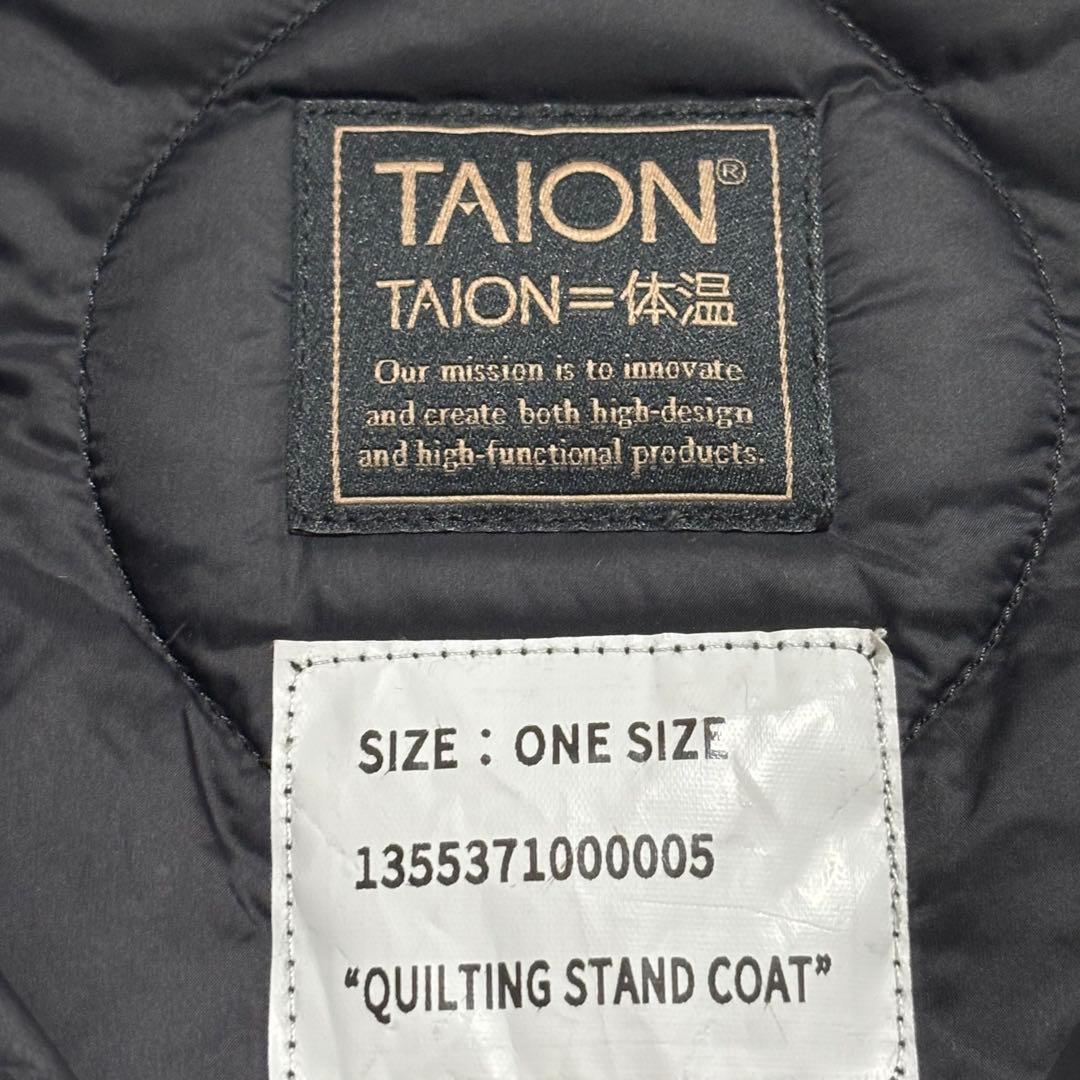 TAION®
TAION=体温
Our mission is to innovate
and create both high-design
and high-functional products.
SIZE : ONE SIZE
1355371000005
“QUILTING STAND COAT”